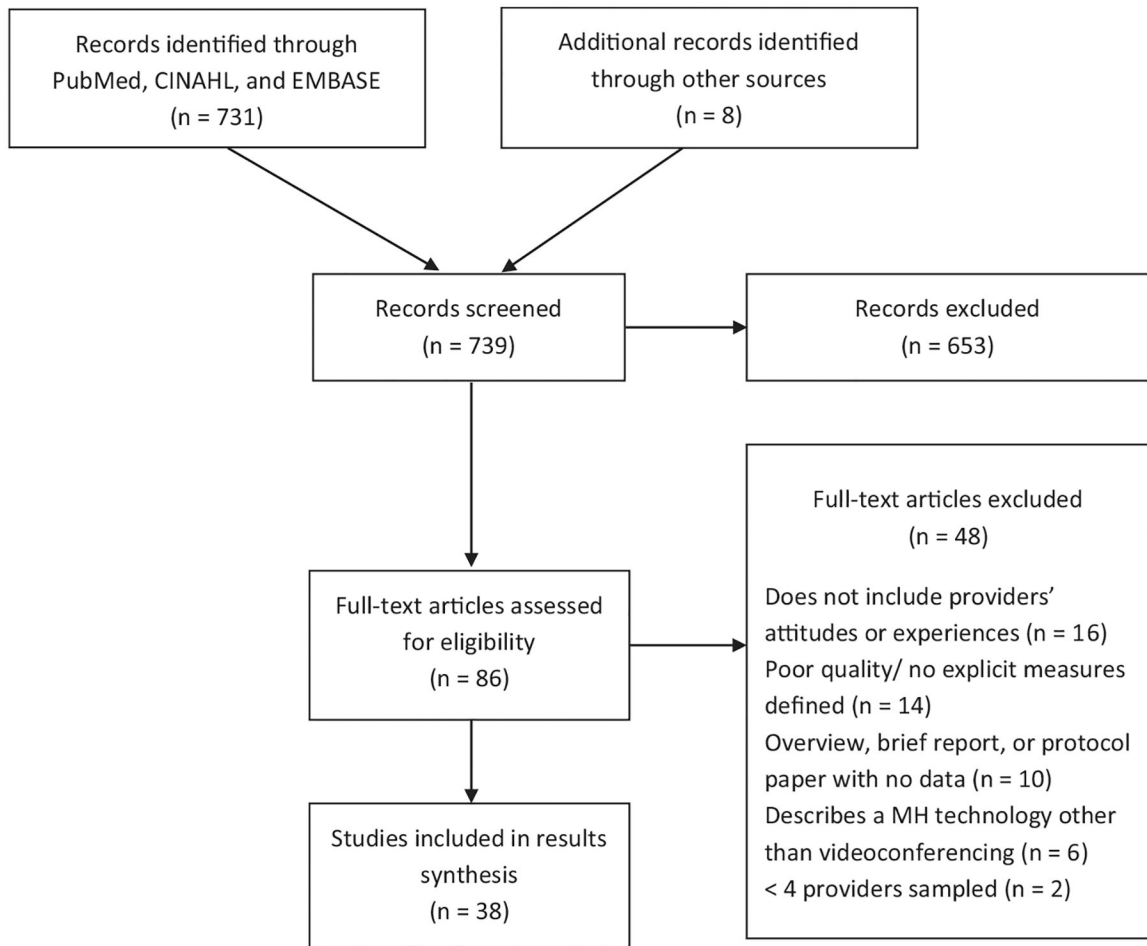 Records identified through
PubMed, CINAHL, and EMBASE
(n = 731)
Additional records identified
through other sources
(n = 8)
Records screened
(n = 739)
Records excluded
(n = 653)
Full-text articles assessed
for eligibility
(n = 86)
Full-text articles excluded
(n = 48)
Does not include providers’
attitudes or experiences (n = 16)
Poor quality/ no explicit measures
defined (n = 14)
Overview, brief report, or protocol
paper with no data (n = 10)
Describes a MH technology other
than videoconferencing (n = 6)
< 4 providers sampled (n = 2)
Studies included in results
synthesis
(n = 38)